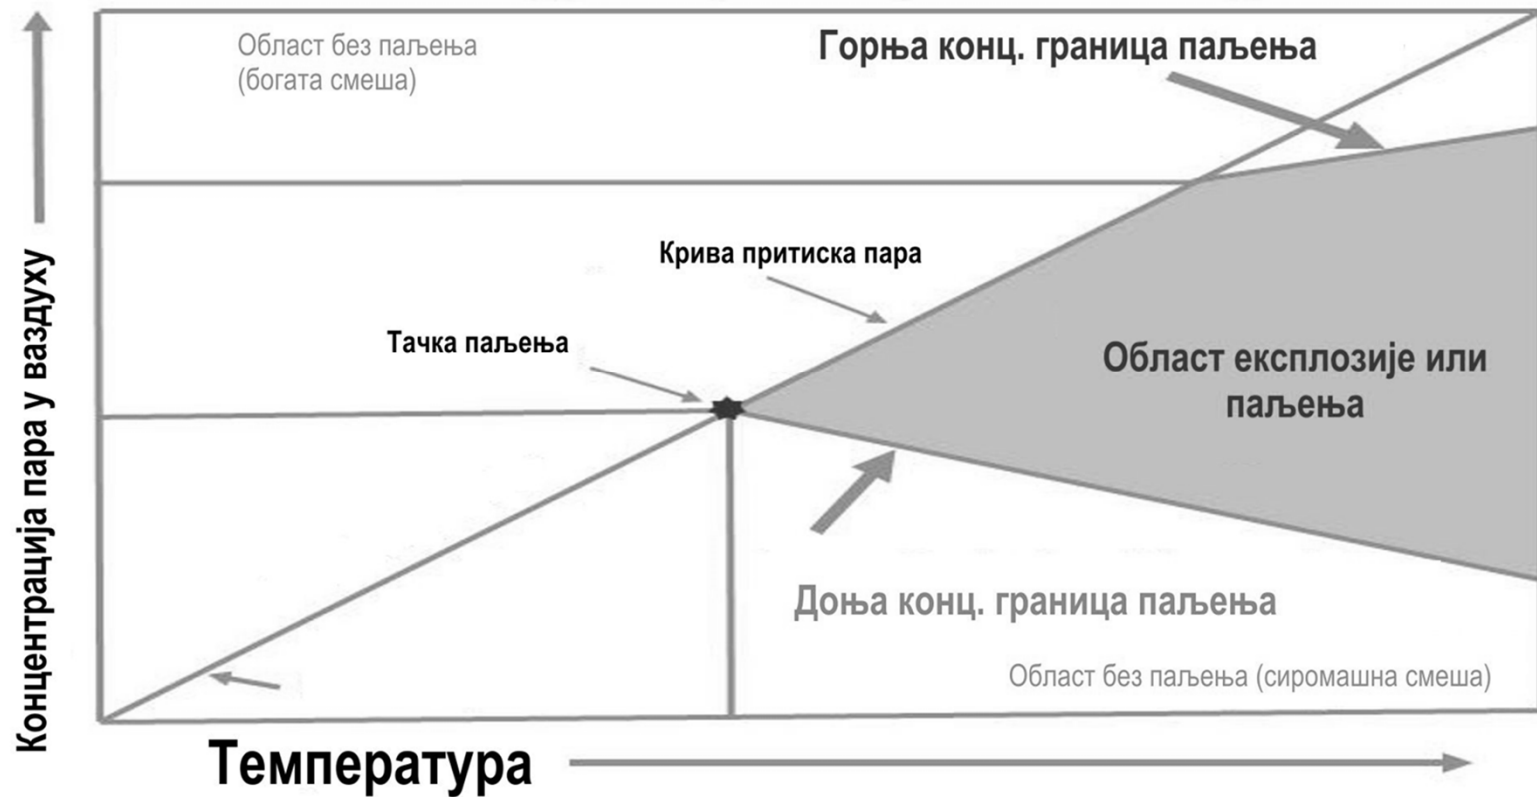 Област без паљења
(богата смеша)
Горња конц. граница паљења
Крива притиска пара
Тачка паљења
Област експлозије или
паљења
Доња конц. граница паљења
Област без паљења (сиромашна смеша)
Концентрација пара у ваздуху
Температура